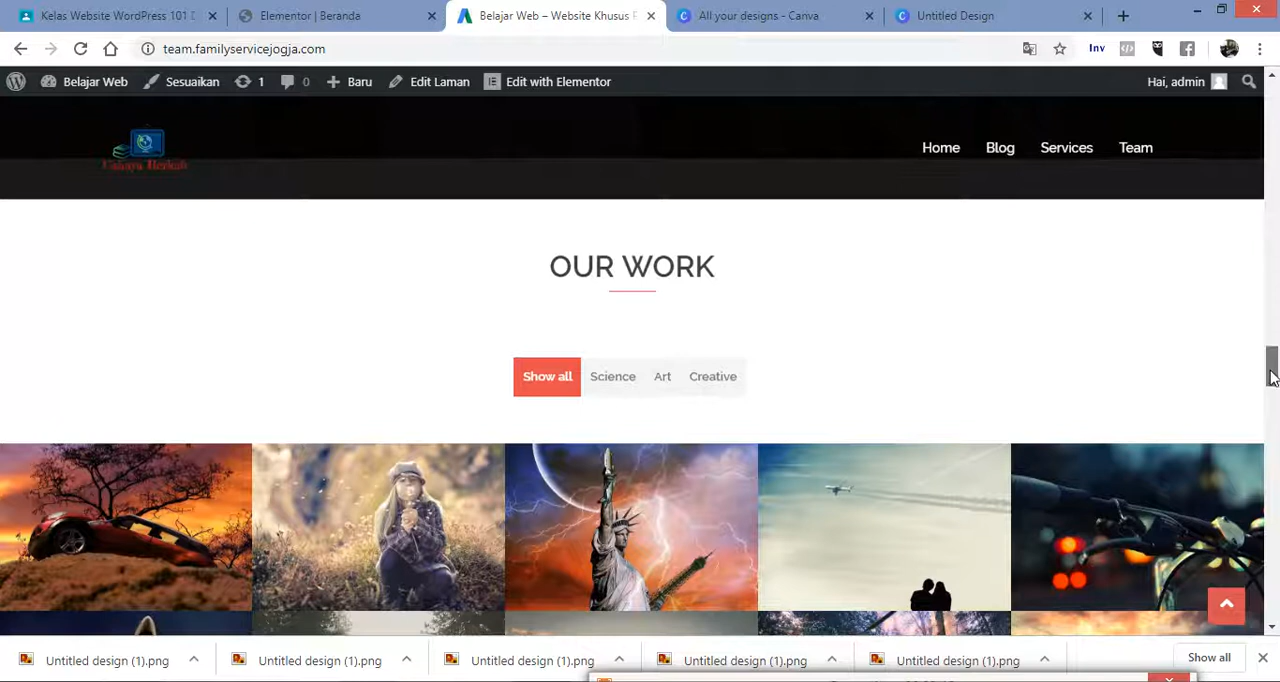 Kelas Website WordPress 101 D
Elementor | Beranda
Belajar Web – Website Khusus
All your designs - Canva
Untitled Design
team.familyservicejogja.com
Inv
Belajar Web
Sesuaikan
1
0
Baru
Edit Laman
Edit with Elementor
Hai, admin
Home
Blog
Services
Team
OUR WORK
Show all
Science
Art
Creative
Untitled design (1).png
Untitled design (1).png
Untitled design (1).png
Untitled design (1).png
Untitled design (1).png
Show all